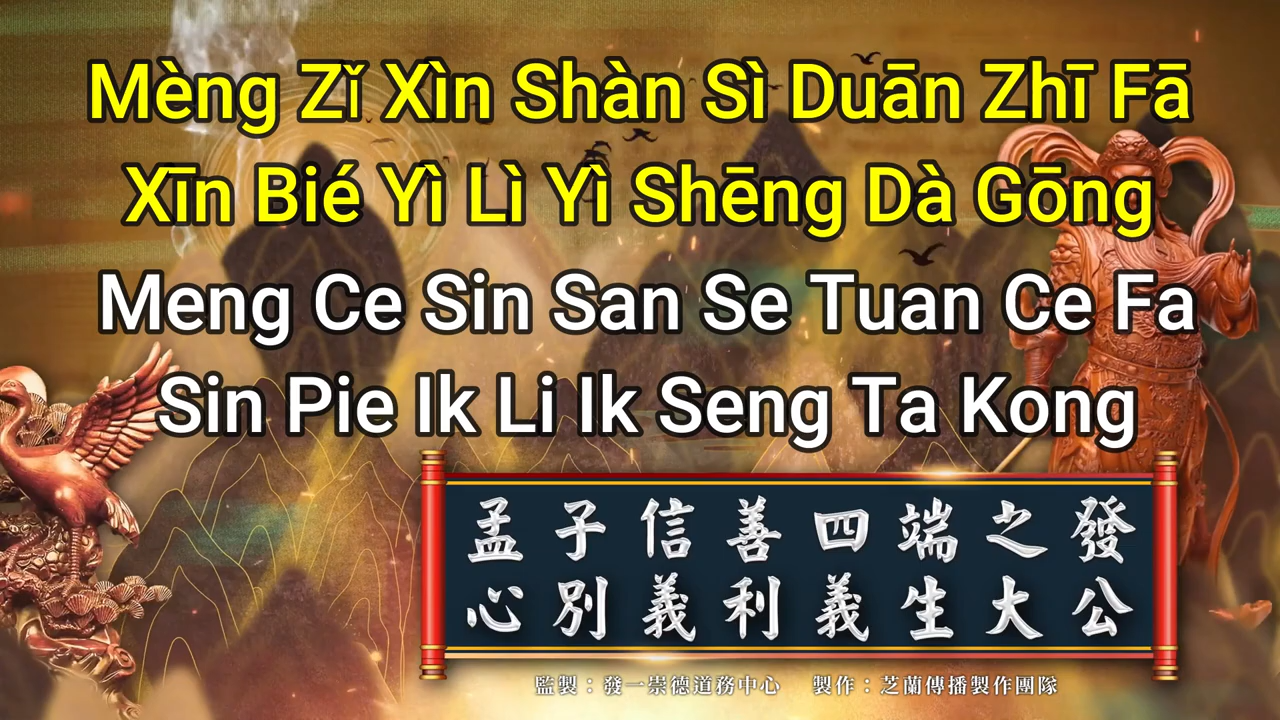 Mèng Zǐ Xìn Shàn Sì Duān Zhī Fā
Xīn Bié Yì Lì Yì Shēng Dà Gōng
Meng Ce Sin San Se Tuan Ce Fa
Sin Pie Ik Li Ik Seng Ta Kong
孟子信善四端之發
心別義利義生大公
監製：發一崇德道務中心 製作：芝蘭傳播製作團隊